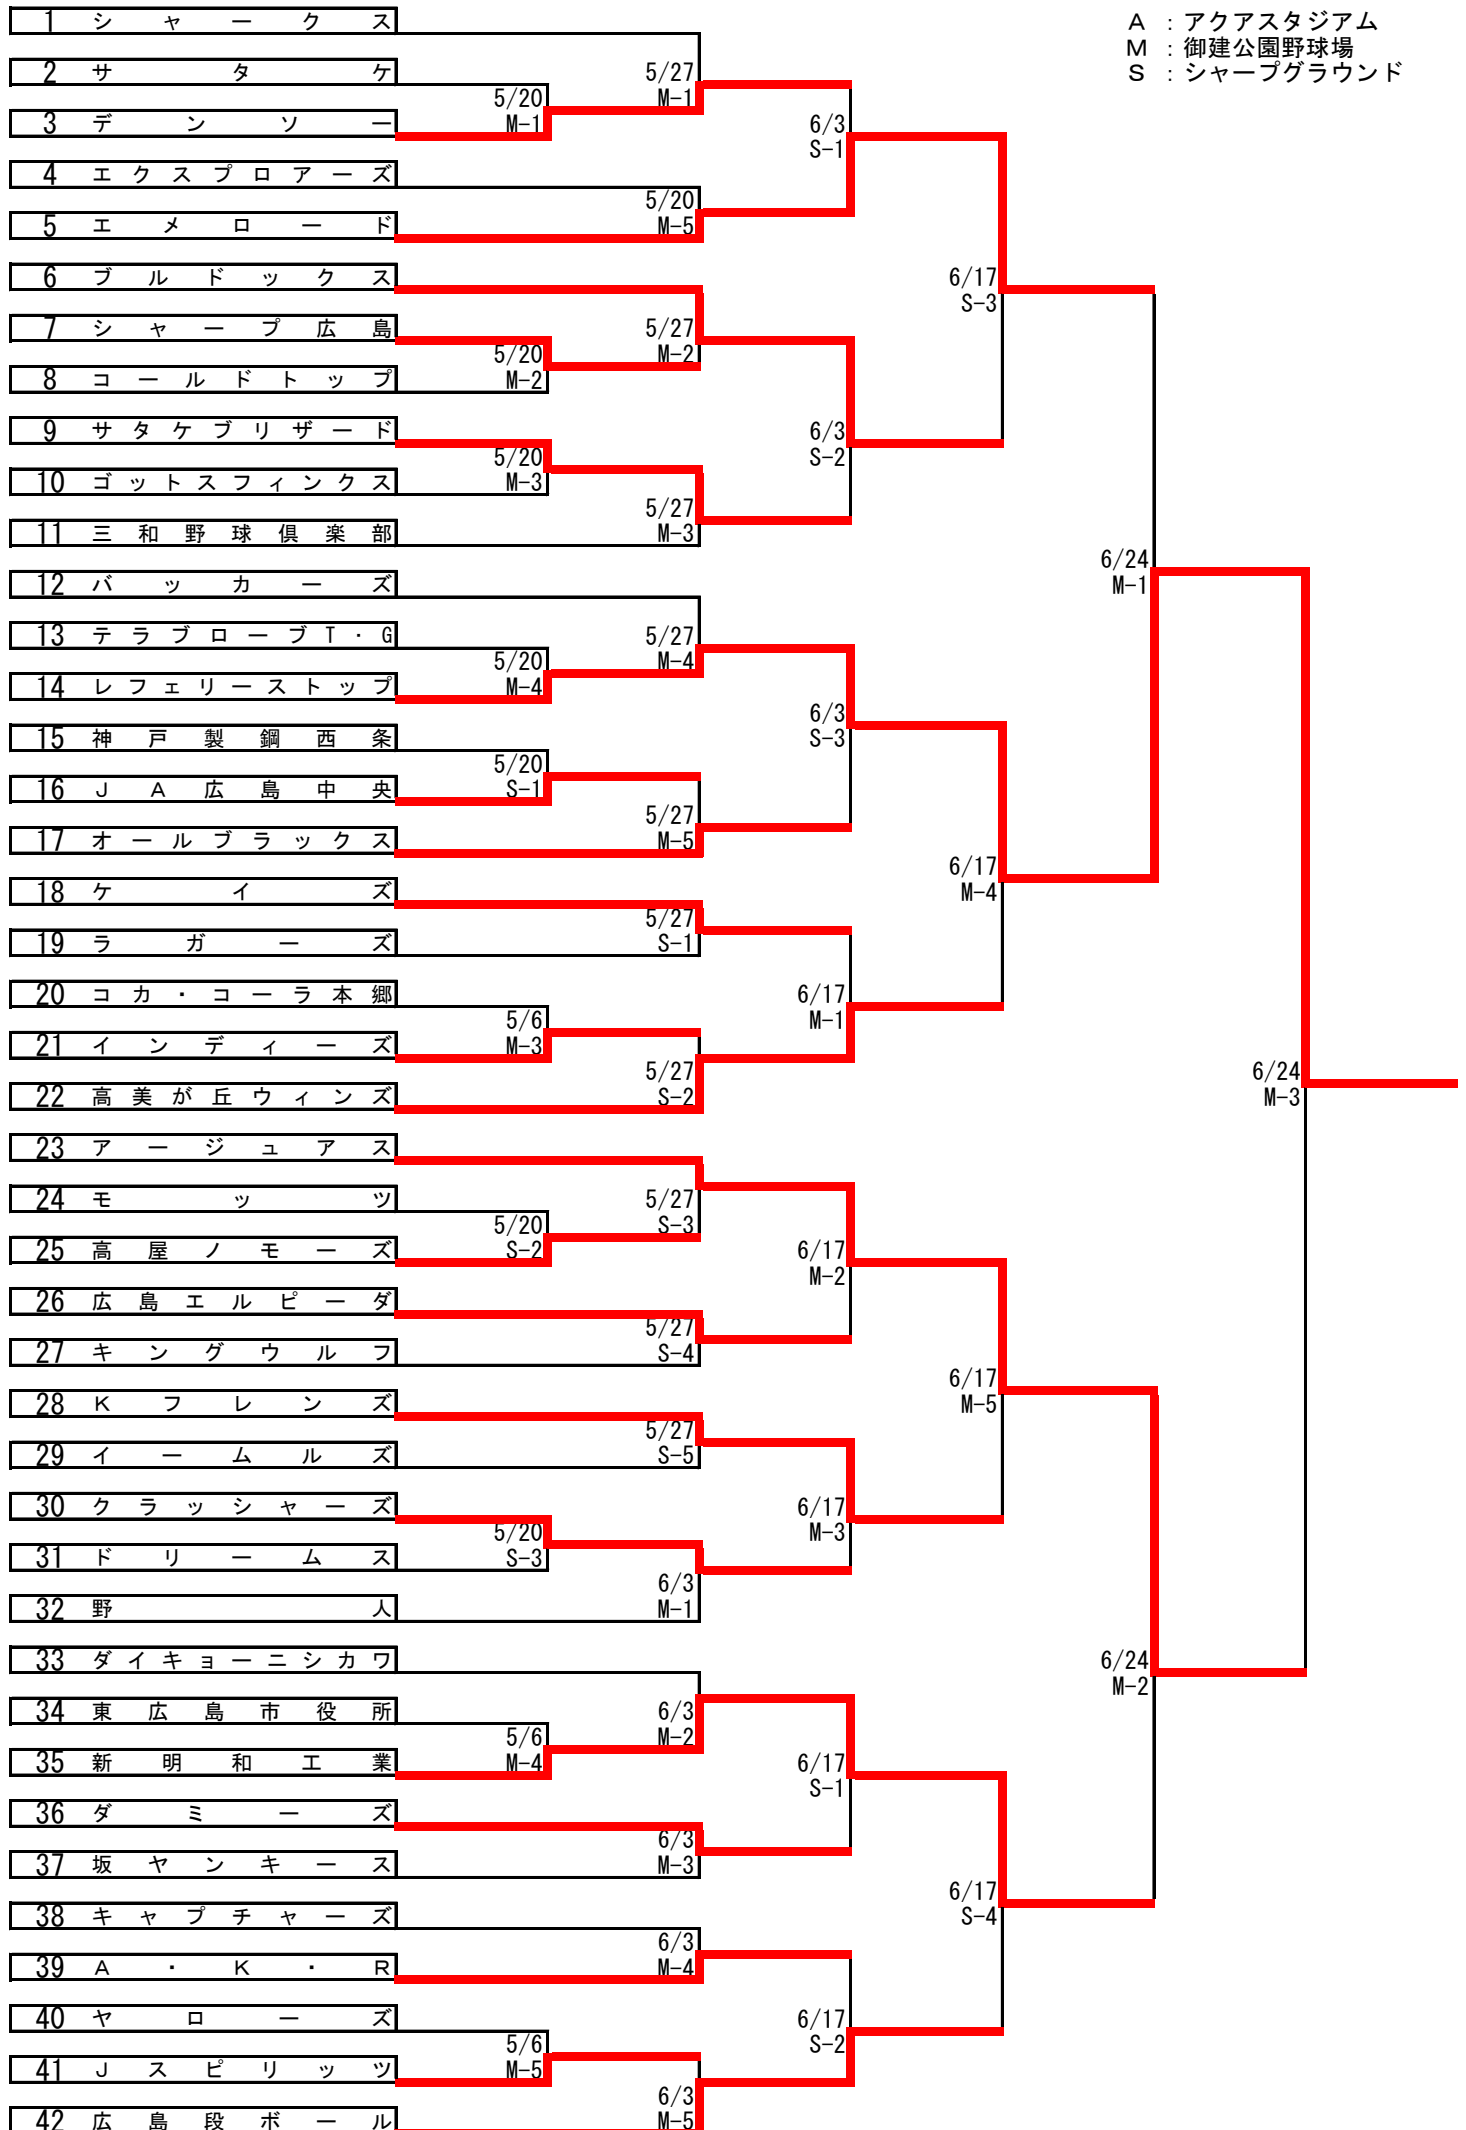 A : アクアスタジアム
M : 御建公園野球場
S : シャープグラウンド
1 シャークス
2 サタケ
5/27
M-1
5/20
M-1
3 デンソー
6/3
S-1
4 エクスプロアーズ
5/20
M-5
5 エメロード
6 ブルドックス
6/17
S-3
7 シャープ広島
5/27
M-2
5/20
M-2
8 コールドトップ
9 サタケブリザード
6/3
S-2
5/20
M-3
10 ゴットスフィンクス
5/27
M-3
11 三和野球倶楽部
6/24
M-1
12 バッカーズ
13 テラブローブT・G
5/27
M-4
5/20
M-4
14 レフェリーストップ
6/3
S-3
15 神戸製鋼西条
5/20
S-1
16 JA広島中央
5/27
M-5
17 オールブラックス
6/17
M-4
18 ケイズ
5/27
S-1
19 ラガーズ
20 コカ・コーラ本郷
6/17
M-1
5/6
M-3
21 インディーズ
5/27
S-2
6/24
M-3
22 高美が丘ウィンズ
23 アージュアス
24 モッツ
5/27
S-3
5/20
S-2
25 高屋ノモーズ
6/17
M-2
26 広島エルピーダ
5/27
S-4
27 キングウルフ
6/17
M-5
28 Kフレンズ
5/27
S-5
29 イームルズ
30 クラッシャーズ
6/17
M-3
5/20
S-3
31 ドリームス
6/3
M-1
32 野人
33 ダイキョーニシカワ
6/24
M-2
34 東広島市役所
6/3
M-2
5/6
M-4
35 新明和工業
6/17
S-1
36 ダミーズ
6/3
M-3
37 坂ヤンキース
6/17
S-4
38 キャプチャーズ
6/3
M-4
39 A・K・R
40 ヤローズ
6/17
S-2
5/6
M-5
41 Jスピリッツ
6/3
M-5
42 広島段ボール